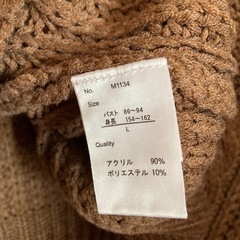 No. M1134
Size
バスト 86～94
身長 154～162
L
Quality
アクリル 90%
ポリエステル 10%